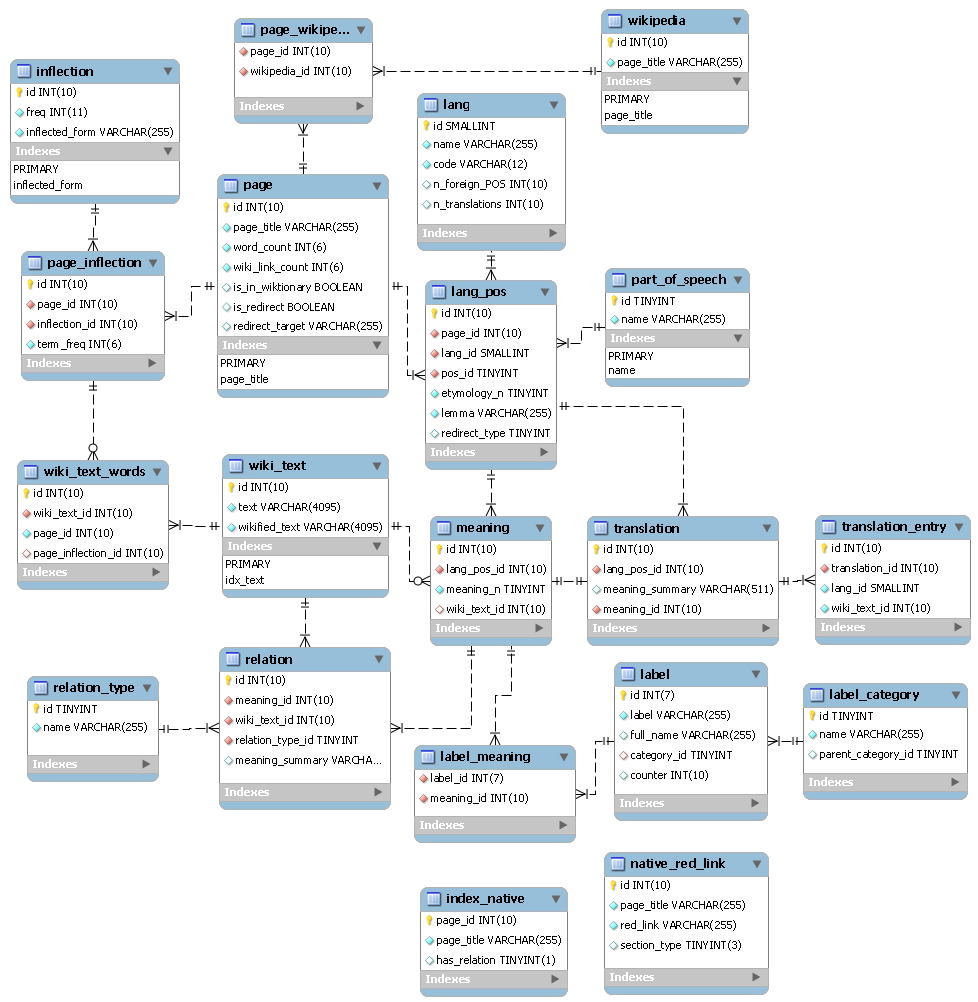 page_wikipe...
page_id INT(10)
wikipedia_id INT(10)
Indexes
wikipedia
id INT(10)
page_title VARCHAR(255)
Indexes
PRIMARY
page_title
inflection
id INT(10)
freq INT(11)
inflected_form VARCHAR(255)
Indexes
PRIMARY
inflected_form
lang
id SMALLINT
name VARCHAR(255)
code VARCHAR(12)
n_foreign_POS INT(10)
n_translations INT(10)
Indexes
page
id INT(10)
page_title VARCHAR(255)
word_count INT(6)
wiki_link_count INT(6)
is_in_wiktionary BOOLEAN
is_redirect BOOLEAN
redirect_target VARCHAR(255)
Indexes
PRIMARY
page_title
page_inflection
id INT(10)
page_id INT(10)
inflection_id INT(10)
term_freq INT(6)
Indexes
lang_pos
id INT(10)
page_id INT(10)
lang_id SMALLINT
pos_id TINYINT
etymology_n TINYINT
lemma VARCHAR(255)
redirect_type TINYINT
Indexes
part_of_speech
id TINYINT
name VARCHAR(255)
Indexes
PRIMARY
name
wiki_text_words
id INT(10)
wiki_text_id INT(10)
page_id INT(10)
page_inflection_id INT(10)
Indexes
wiki_text
id INT(10)
text VARCHAR(4095)
wikified_text VARCHAR(4095)
Indexes
PRIMARY
idx_text
meaning
id INT(10)
lang_pos_id INT(10)
meaning_n TINYINT
wiki_text_id INT(10)
Indexes
translation
id INT(10)
lang_pos_id INT(10)
meaning_summary VARCHAR(511)
meaning_id INT(10)
Indexes
translation_entry
id INT(10)
translation_id INT(10)
lang_id SMALLINT
wiki_text_id INT(10)
Indexes
relation_type
id TINYINT
name VARCHAR(255)
Indexes
relation
id INT(10)
meaning_id INT(10)
wiki_text_id INT(10)
relation_type_id TINYINT
meaning_summary VARCHA...
Indexes
label_meaning
label_id INT(7)
meaning_id INT(10)
Indexes
label
id INT(7)
label VARCHAR(255)
full_name VARCHAR(255)
category_id TINYINT
counter INT(10)
Indexes
label_category
id TINYINT
name VARCHAR(255)
parent_category_id TINYINT
Indexes
index_native
page_id INT(10)
page_title VARCHAR(255)
has_relation TINYINT(1)
Indexes
native_red_link
id INT(10)
page_title VARCHAR(255)
red_link VARCHAR(255)
section_type TINYINT(3)
Indexes